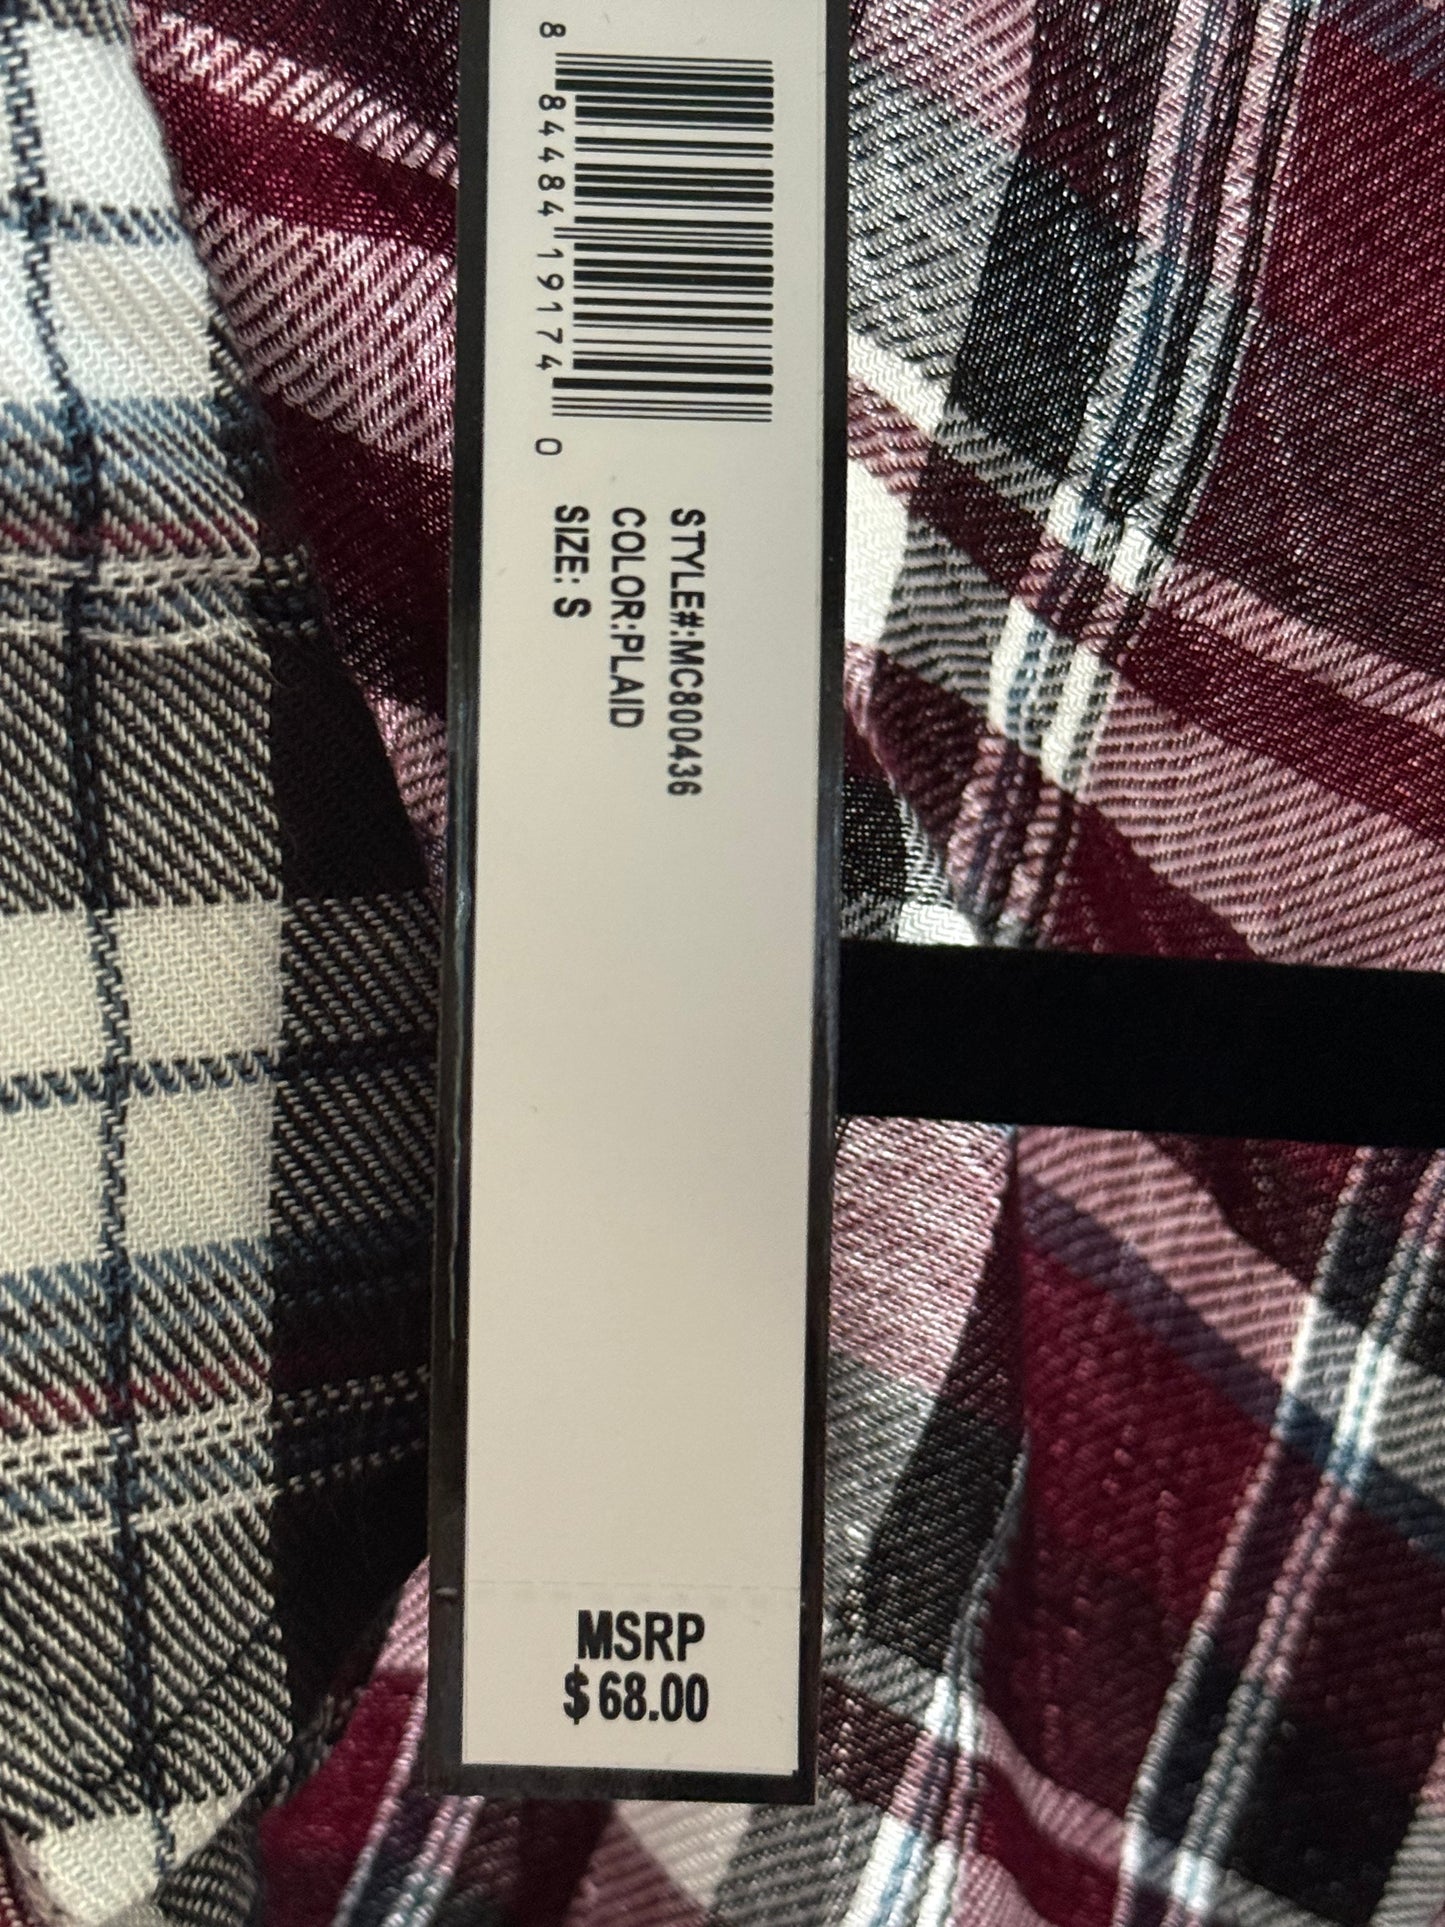 8 84484 19174 0
STYLE#:MC800436
COLOR:PLAID
SIZE: S
MSRP
$ 68.00